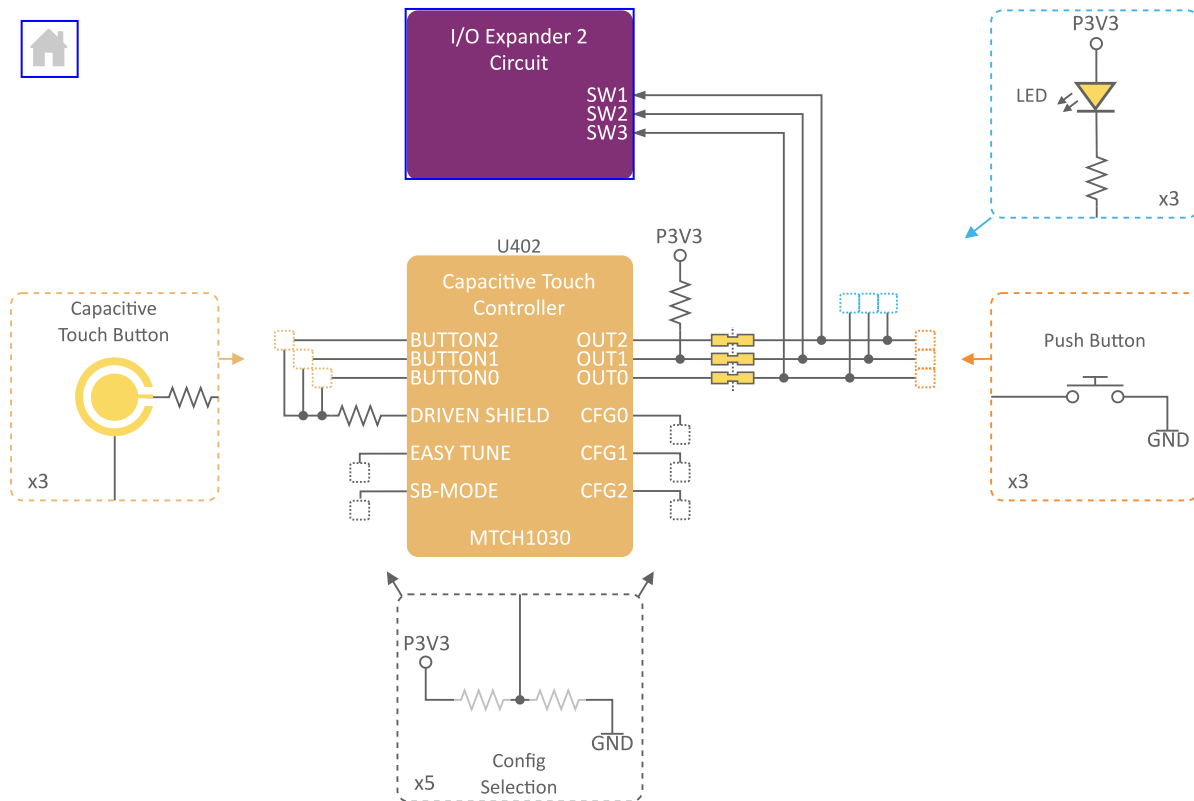 I/O Expander 2
Circuit
SW1
SW2
SW3
P3V3
LED
x3
U402
P3V3
Capacitive Touch
Controller
BUTTON2
BUTTON1
BUTTON0
DRIVEN SHIELD
EASY TUNE
SB-MODE
OUT2
OUT1
OUT0
CFG0
CFG1
CFG2
MTCH1030
Capacitive
Touch Button
x3
Push Button
GND
x3
P3V3
GND
Config
Selection
x5